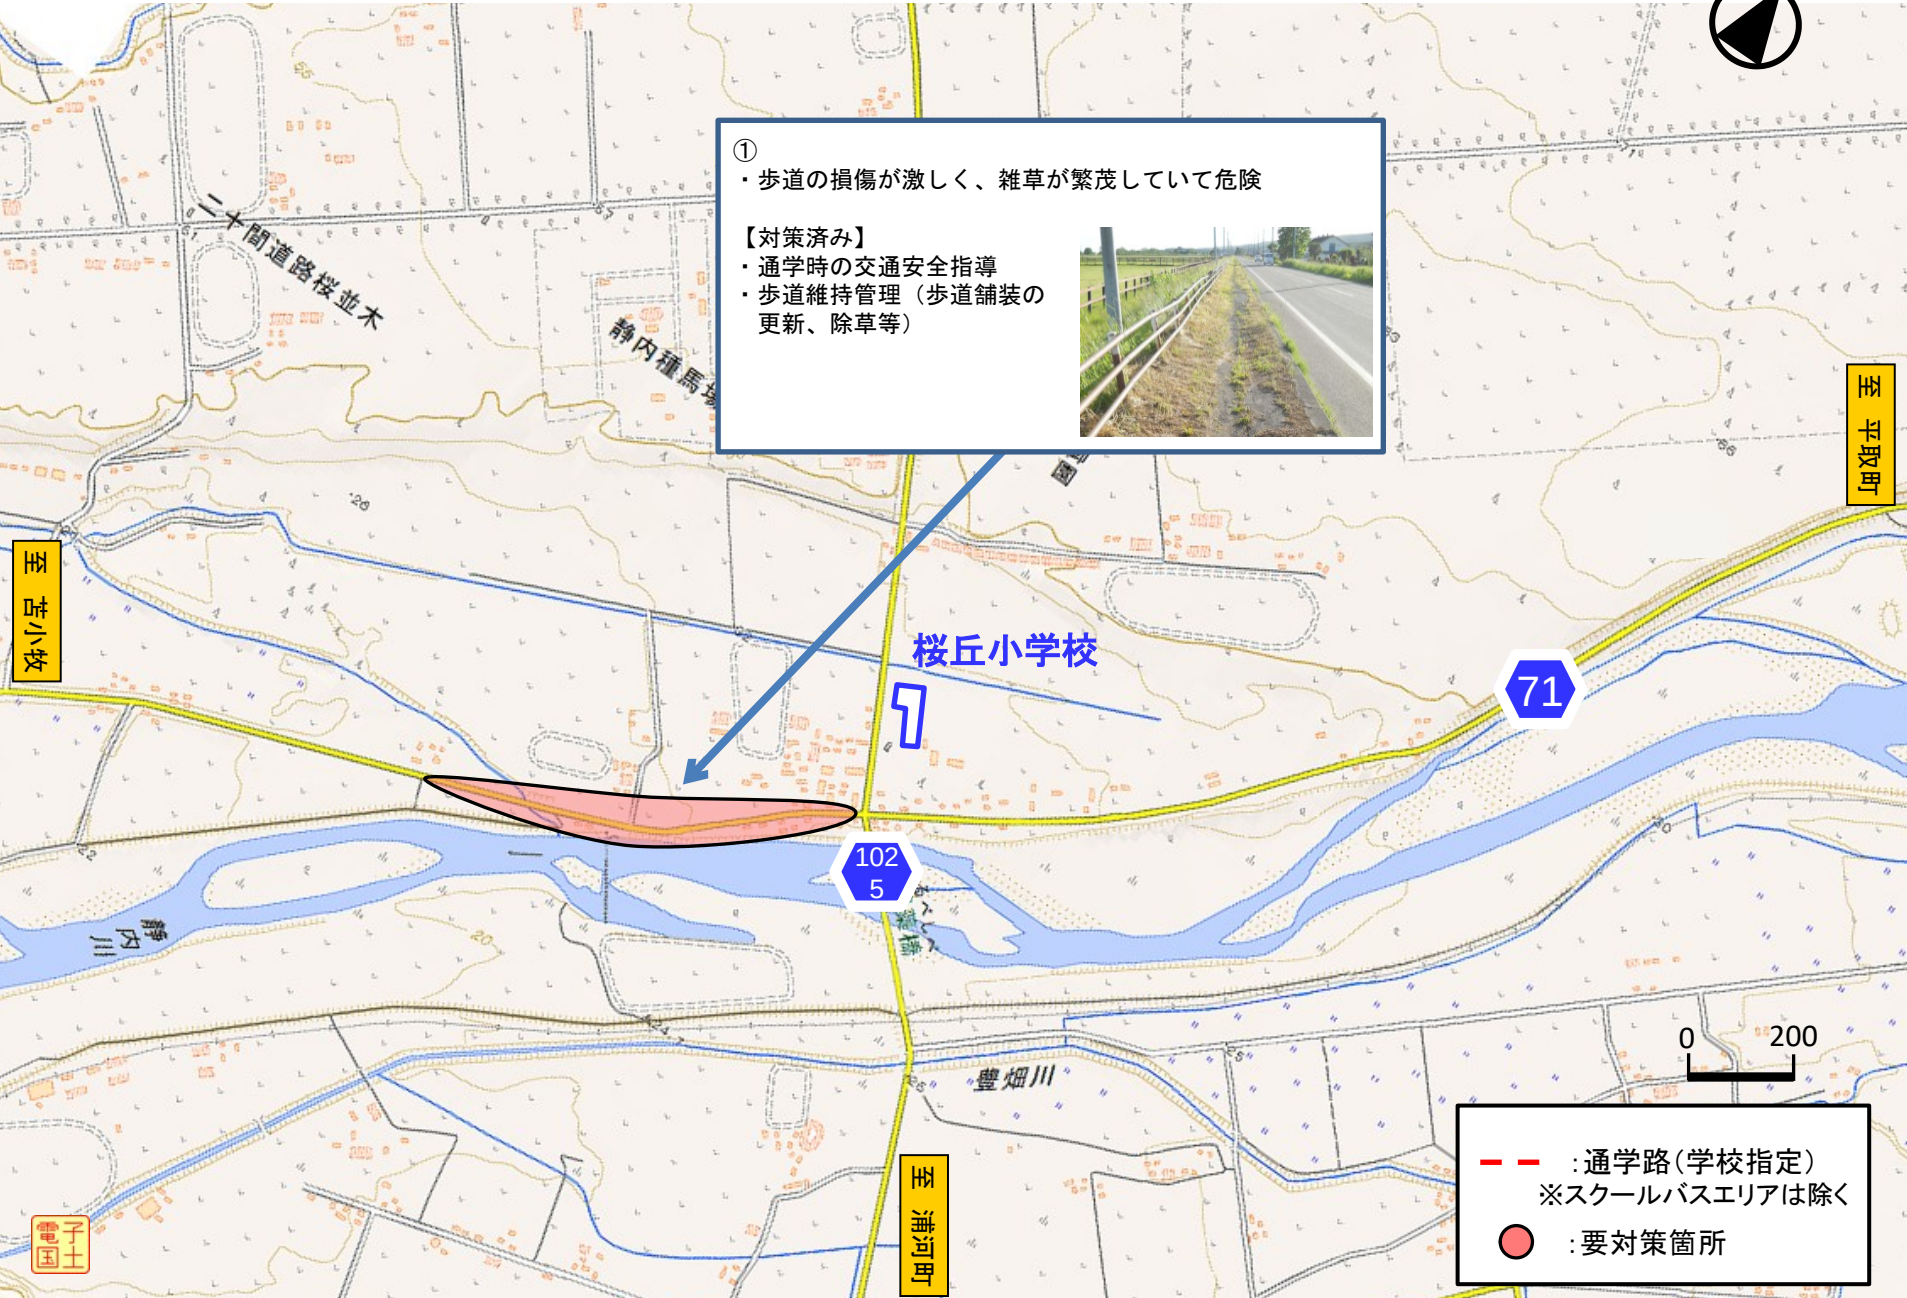 ①
・歩道の損傷が激しく、雑草が繁茂していて危険
【対策済み】
・通学時の交通安全指導
・歩道維持管理（歩道舗装の
更新、除草等）
二十間道路桜並木
静内種馬場
至 平取町
至 苫小牧
桜丘小学校
71
102
5
静内川
豊畑川
26
66
22
20
30
25
0 200
至 浦河町
：通学路（学校指定）
※スクールバスエリアは除く
：要対策箇所
電子
国土